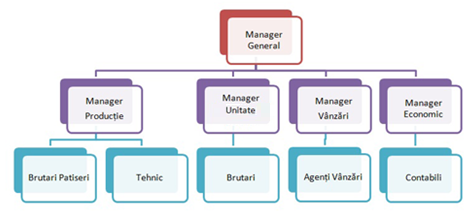 Manager
General
Manager
Producție
Manager
Unitate
Manager
Vânzări
Manager
Economic
Brutari Patiseri
Tehnic
Brutari
Agenți Vânzări
Contabili